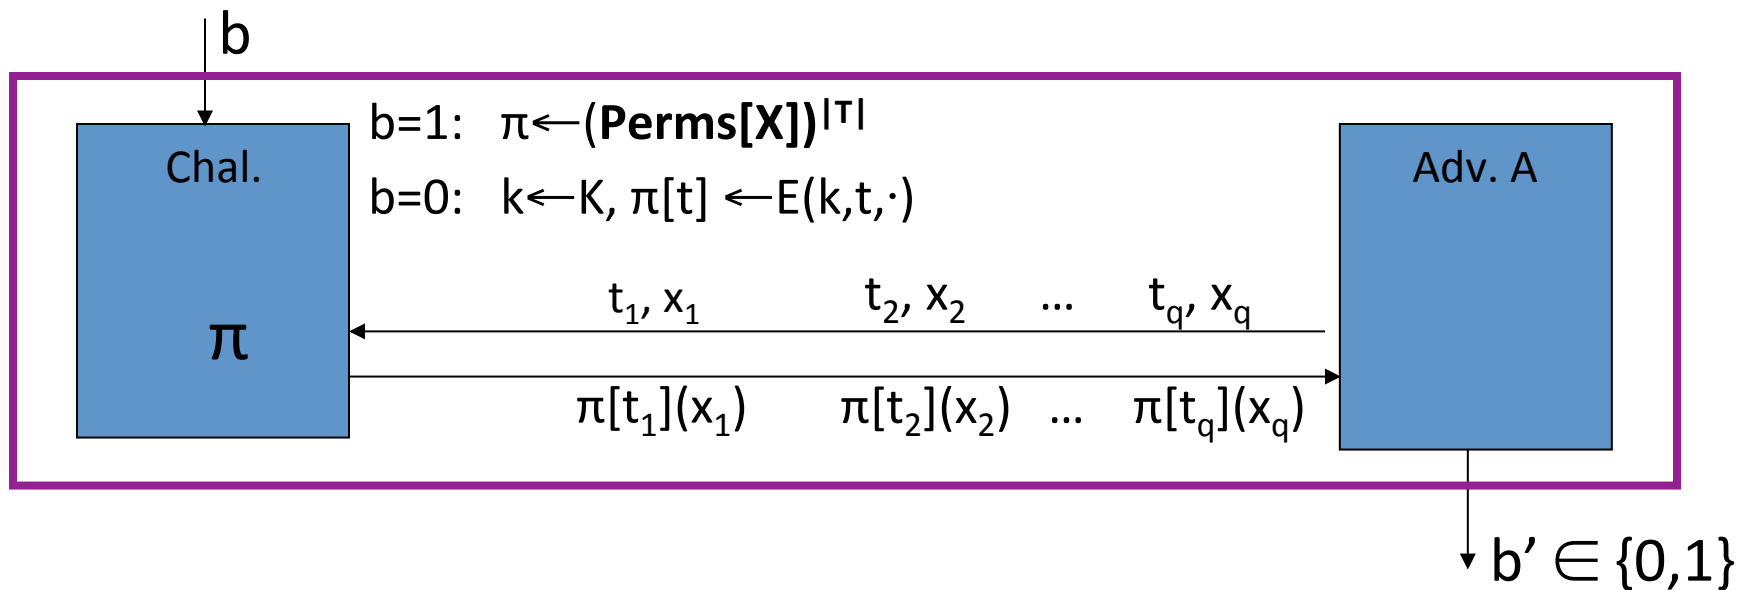 b
b=1: π←(Perms[X])|T|
Chal.
Adv. A
b=0: k←K, π[t] ←E(k,t,·)
t1, x1 t2, x2 … tq, xq
π
π[t1](x1) π[t2](x2) … π[tq](xq)
b’ ∈ {0,1}